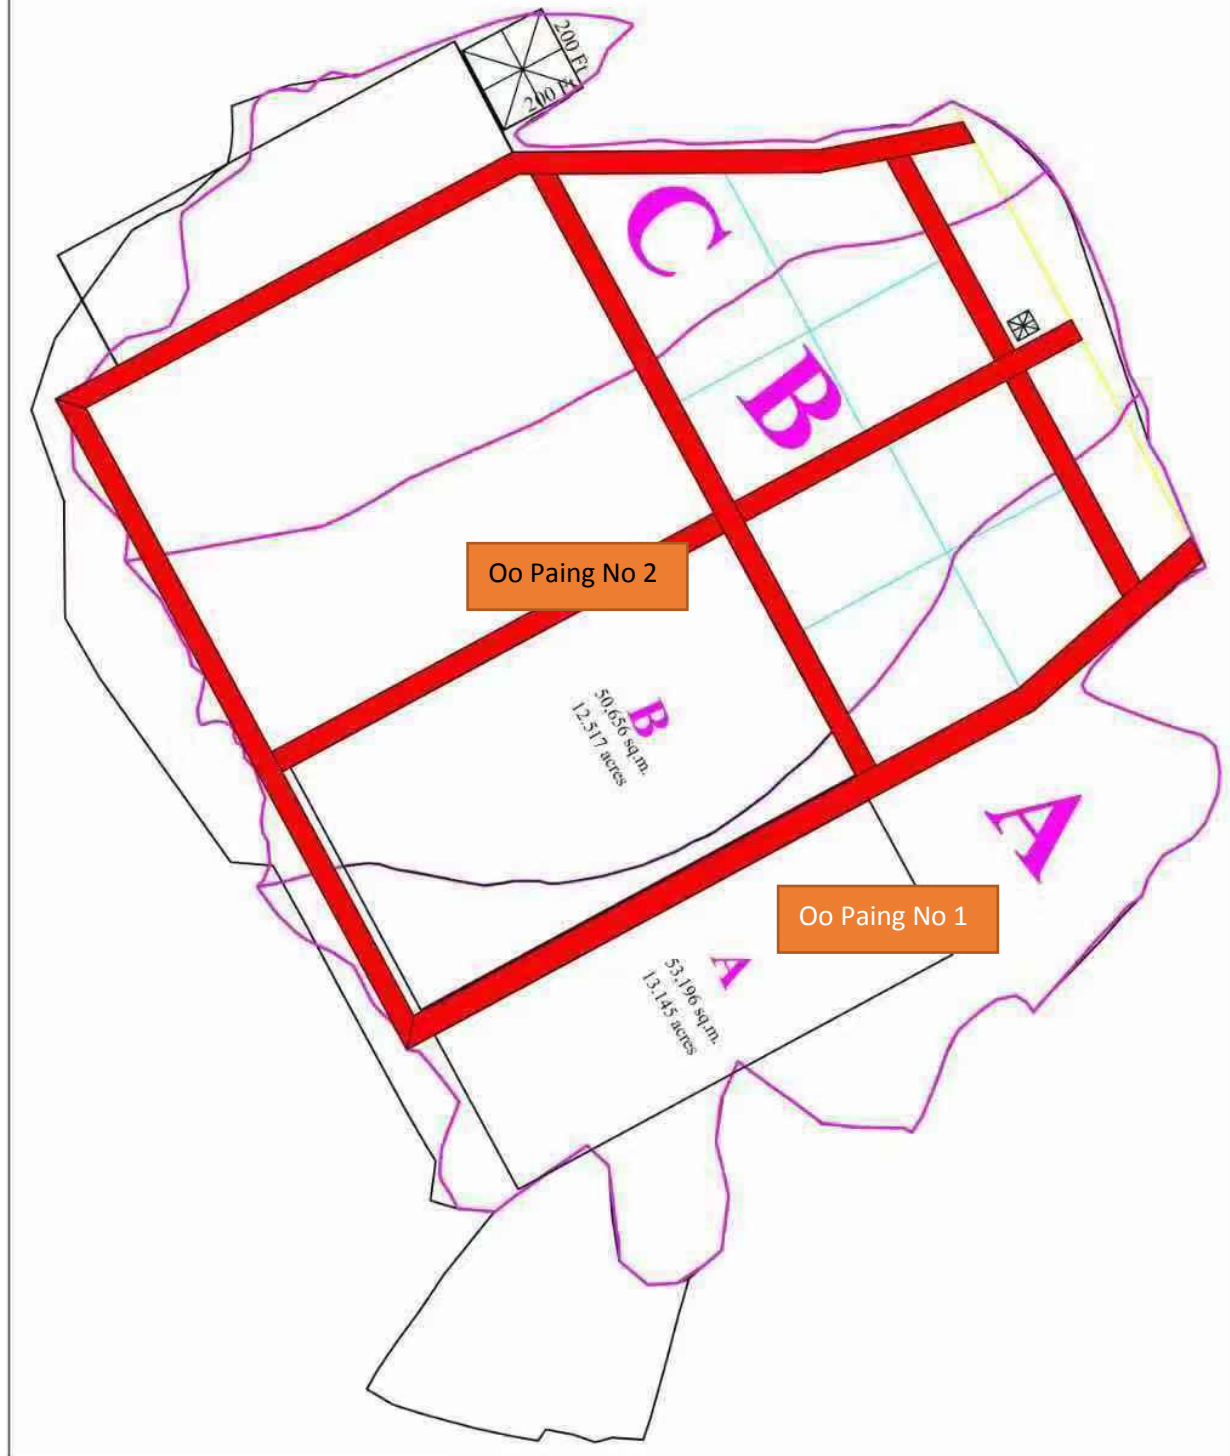 200 Ft
200 Ft
C
B
Oo Paing No 2
B
50,656 sq.m.
12.517 acres
A
Oo Paing No 1
A
53,196 sq.m.
13.145 acres